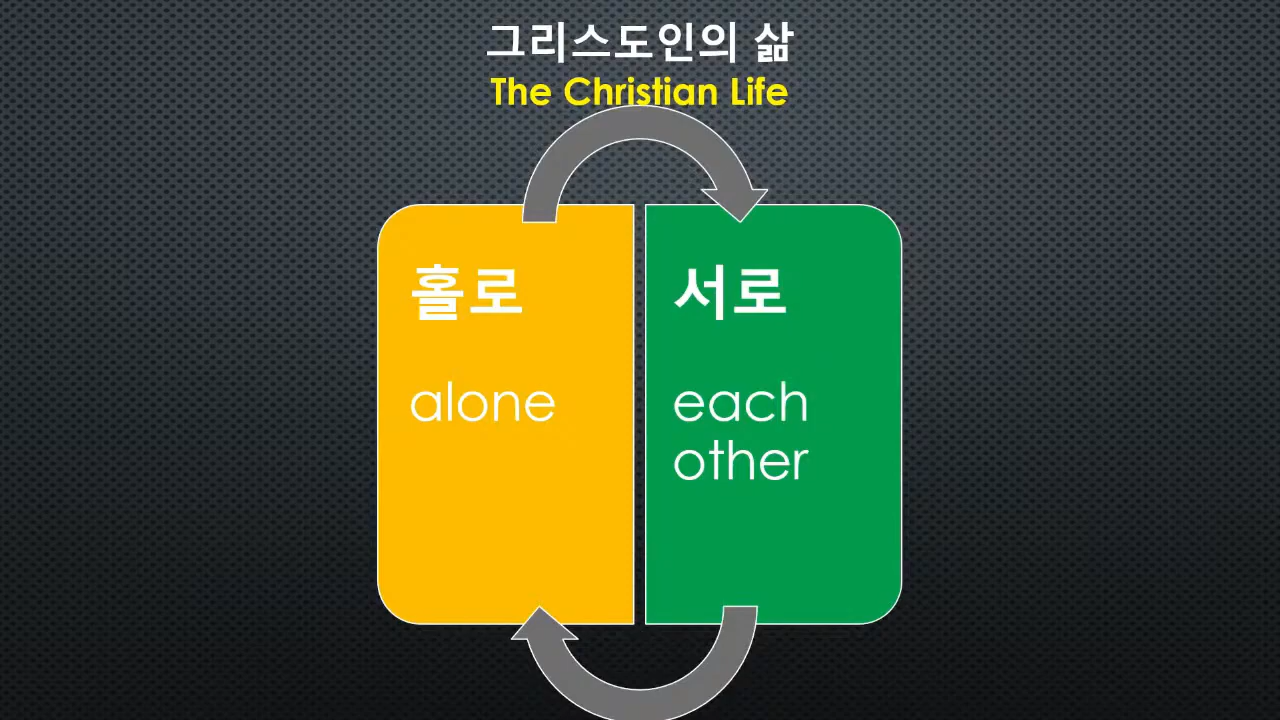 그리스도인의 삶
The Christian Life
홀로
alone
서로
each
other